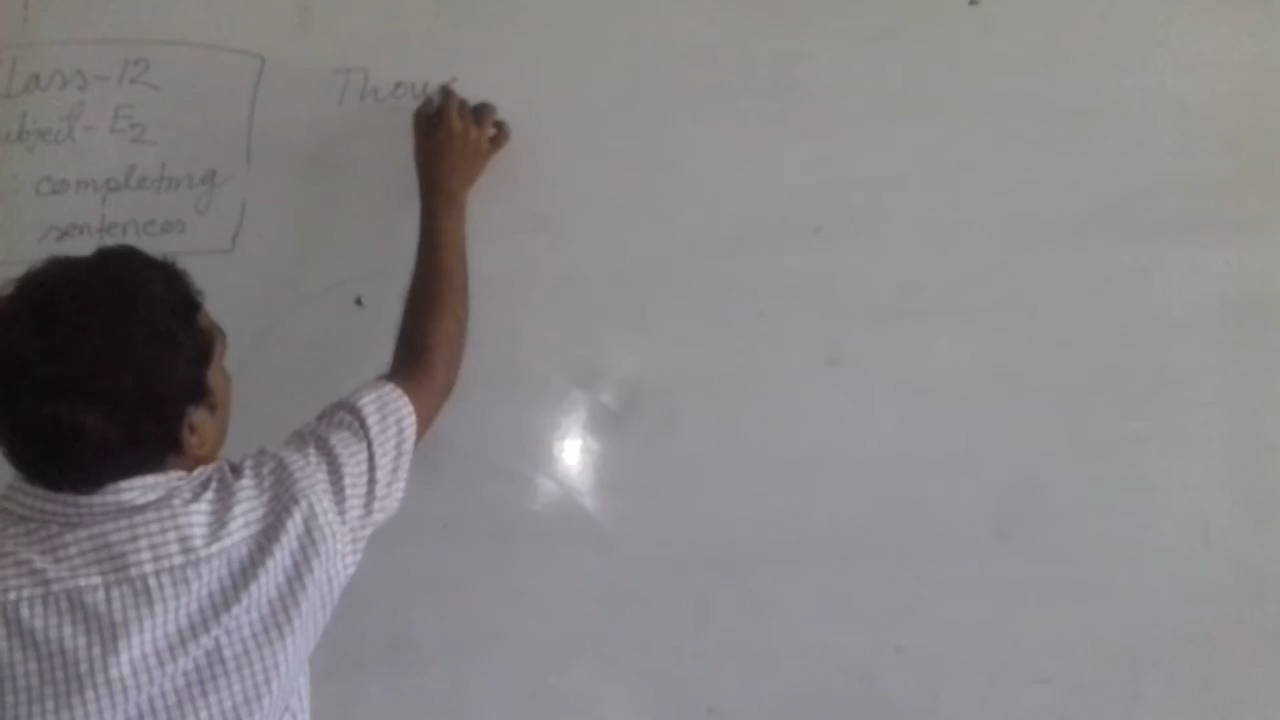 lass-12
ubject- E2
completing
sentences
Thou